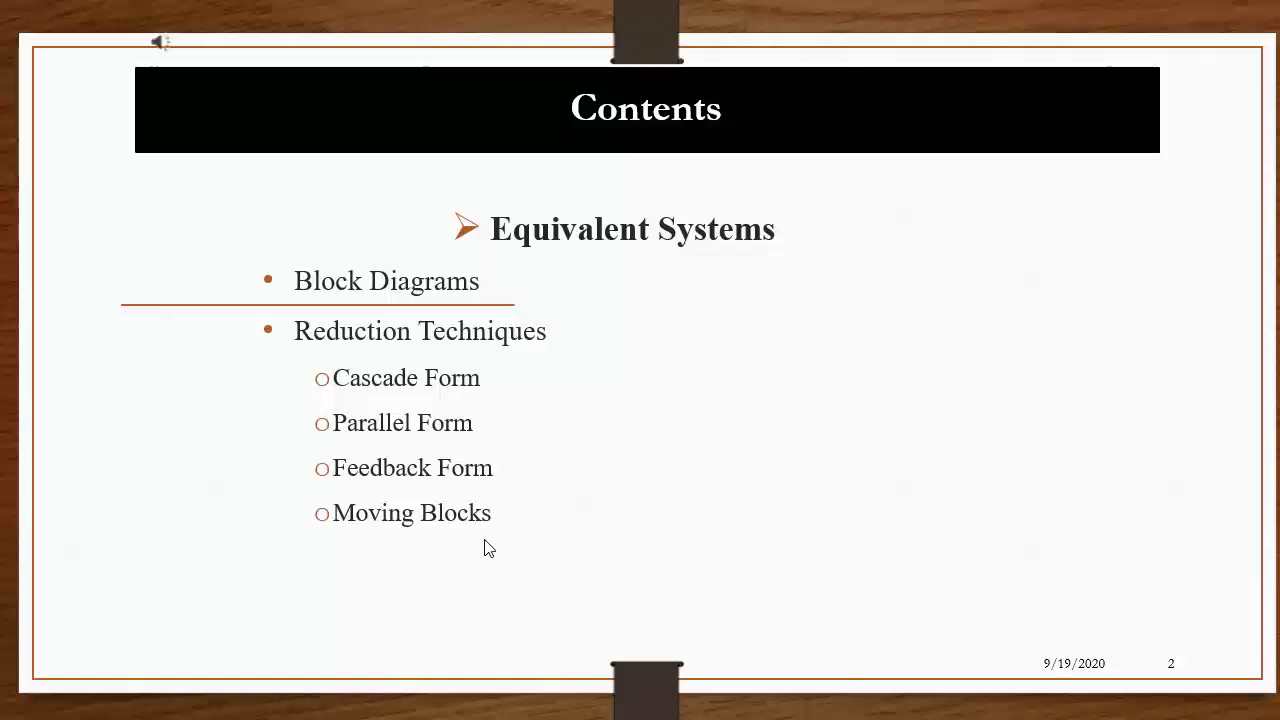 Contents
Equivalent Systems
Block Diagrams
Reduction Techniques
Cascade Form
Parallel Form
Feedback Form
Moving Blocks
9/19/2020 2